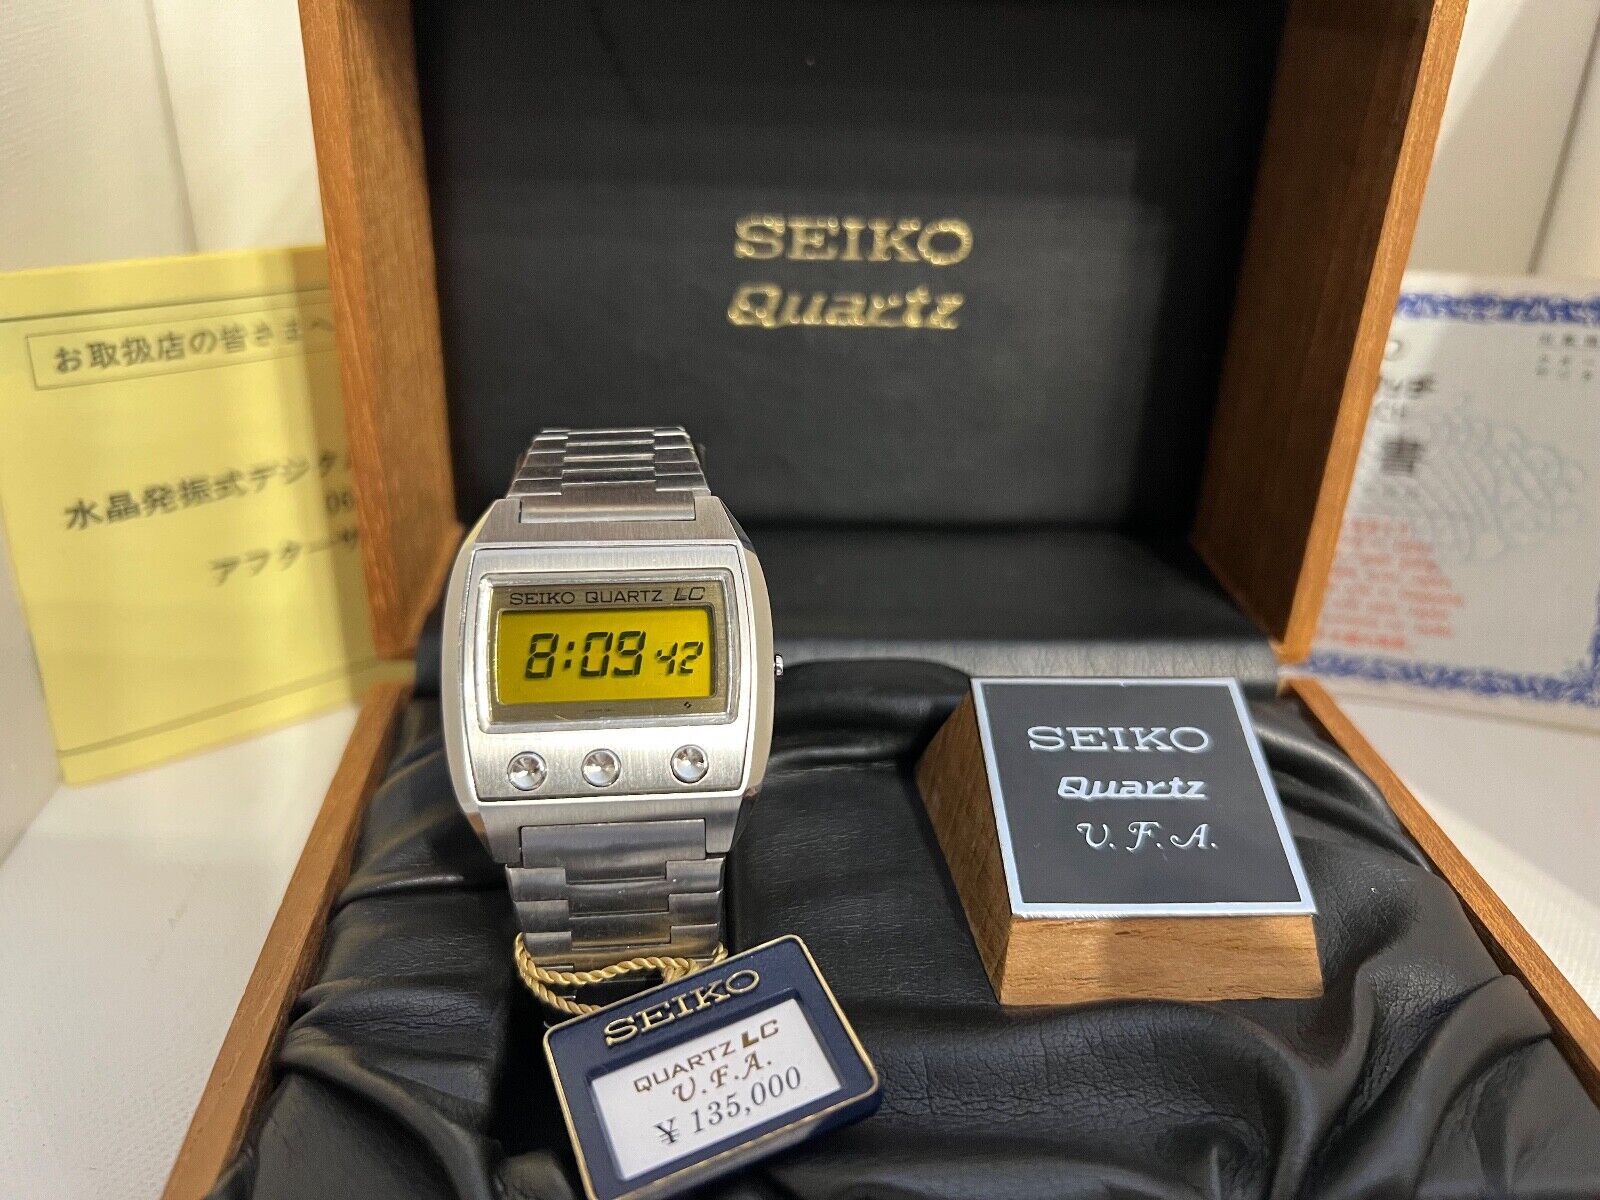 SEIKO
Quartz
お取扱店の皆さまへ
水晶発振式デジタル
06
アフターサ
SEIKO QUARTZ LC
8:09 42
SEIKO
Quartz
V.F.A.
SEIKO
QUARTZ LC
V.F.A.
¥ 135,000
書